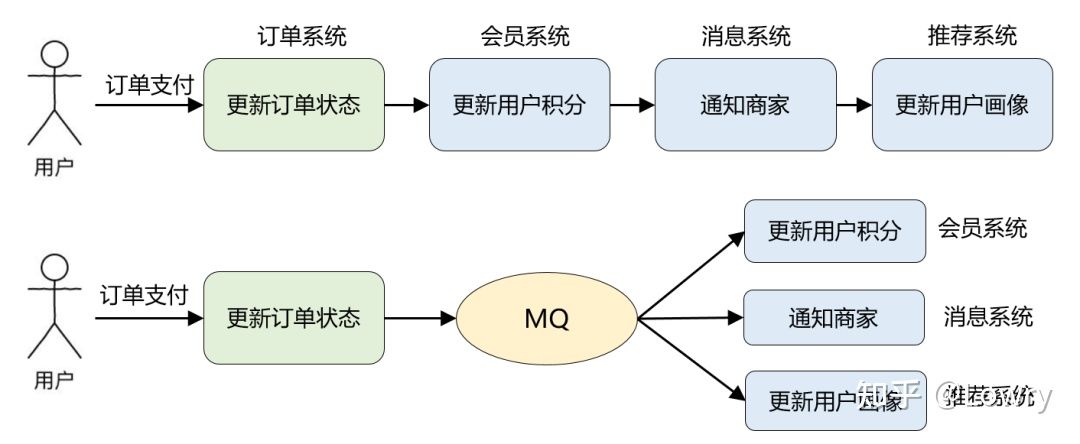 订单系统 会员系统 消息系统 推荐系统
订单支付
更新订单状态 更新用户积分 通知商家 更新用户画像
用户
更新用户积分 会员系统
订单支付
更新订单状态 MQ 通知商家 消息系统
用户
更新用户画像 推荐系统
知乎 @Lowry